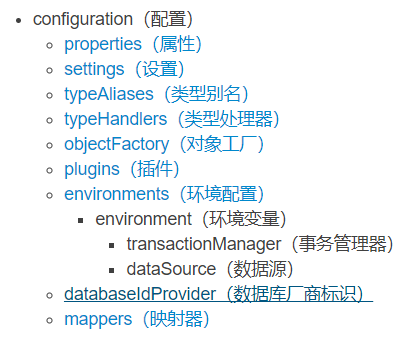 configuration（配置）
properties（属性）
settings（设置）
typeAliases（类型别名）
typeHandlers（类型处理器）
objectFactory（对象工厂）
plugins（插件）
environments（环境配置）
environment（环境变量）
transactionManager（事务管理器）
dataSource（数据源）
databaseIdProvider（数据库厂商标识）
mappers（映射器）